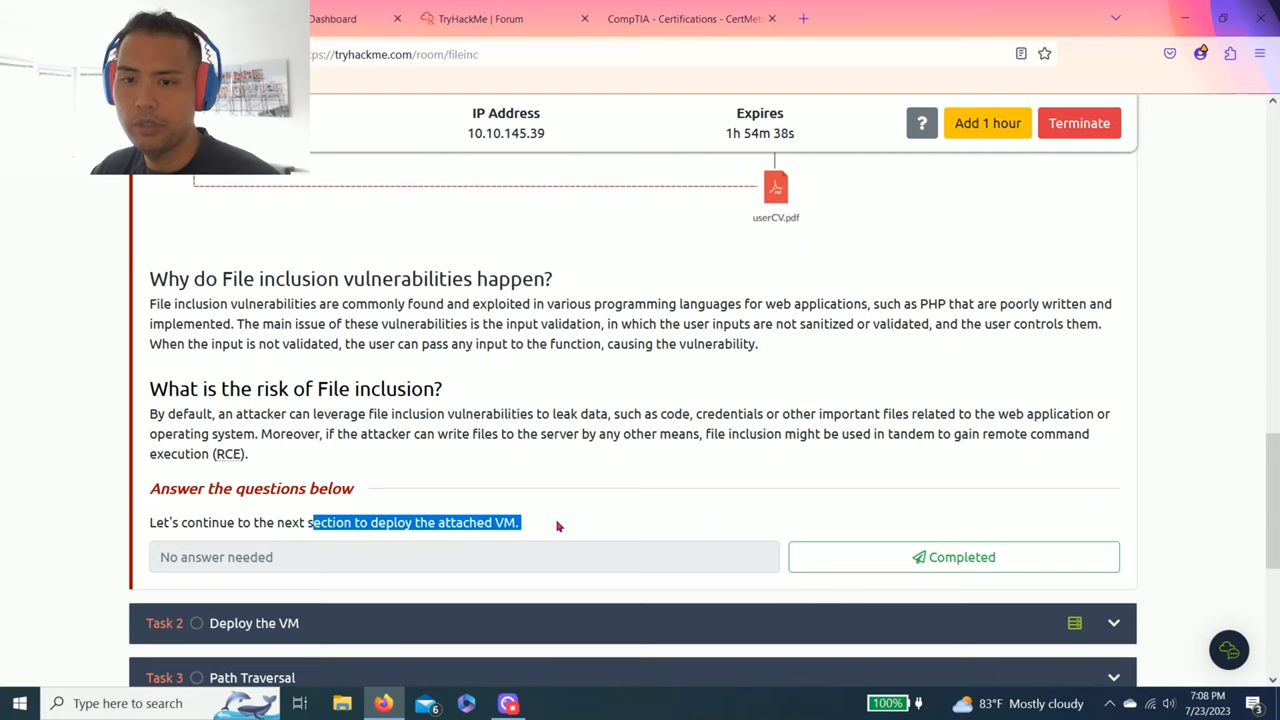 Dashboard
TryHackMe | Forum
CompTIA - Certifications - CertMet
ps://tryhackme.com/room/fileinc
IP Address
10.10.145.39
Expires
1h 54m 38s
?
Add 1 hour
Terminate
userCV.pdf
Why do File inclusion vulnerabilities happen?
File inclusion vulnerabilities are commonly found and exploited in various programming languages for web applications, such as PHP that are poorly written and
implemented. The main issue of these vulnerabilities is the input validation, in which the user inputs are not sanitized or validated, and the user controls them.
When the input is not validated, the user can pass any input to the function, causing the vulnerability.
What is the risk of File inclusion?
By default, an attacker can leverage file inclusion vulnerabilities to leak data, such as code, credentials or other important files related to the web application or
operating system. Moreover, if the attacker can write files to the server by any other means, file inclusion might be used in tandem to gain remote command
execution (RCE).
Answer the questions below
Let's continue to the next section to deploy the attached VM.
No answer needed
Completed
Task 2 Deploy the VM
Task 3 Path Traversal
Type here to search
6
100%
83°F Mostly cloudy
7:08 PM
7/23/2023
3